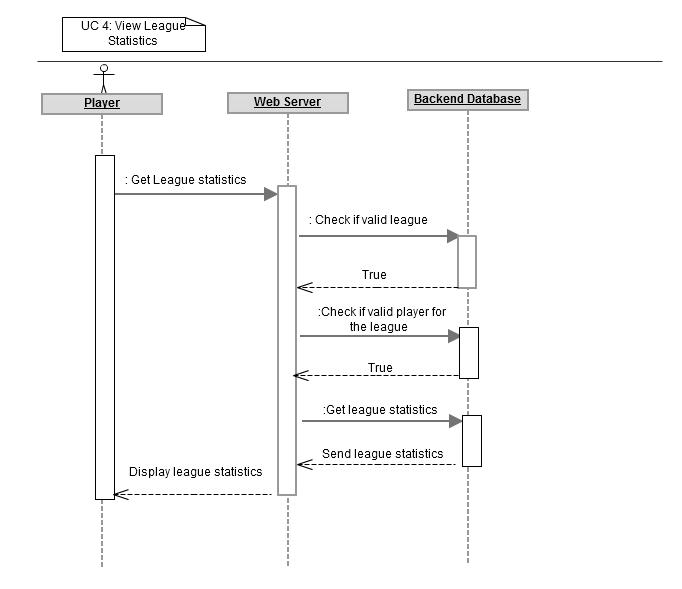 UC 4: View League
Statistics
Player
Web Server
Backend Database
: Get League statistics
: Check if valid league
True
:Check if valid player for
the league
True
:Get league statistics
Send league statistics
Display league statistics